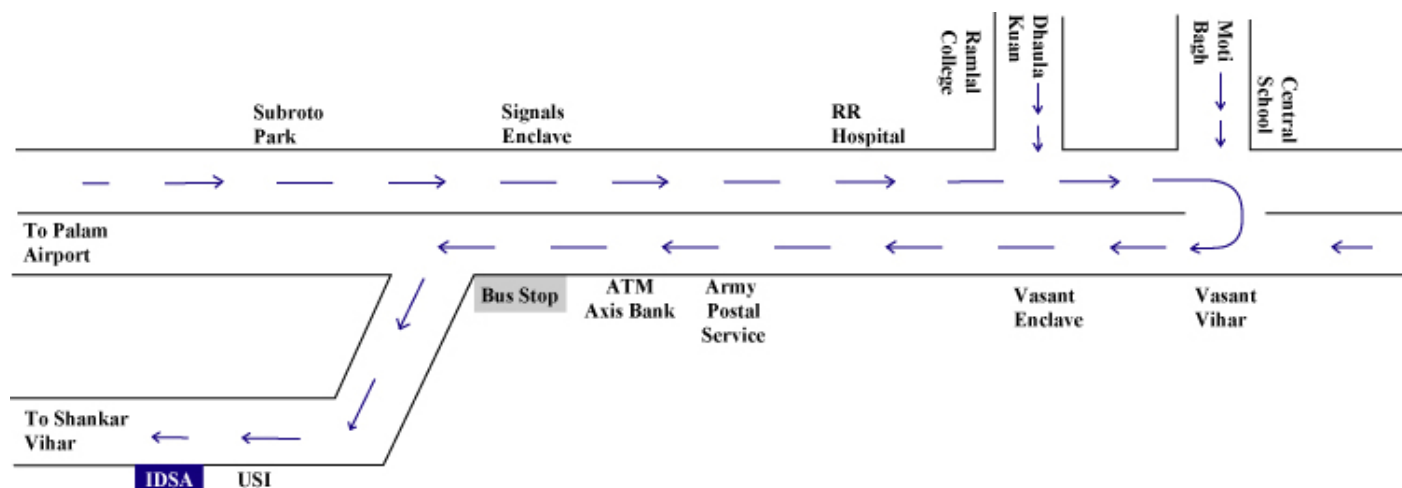 Ramlal
College
Dhaula
Kuan
Moti
Bagh
Central
School
Subroto
Park
Signals
Enclave
RR
Hospital
To Palam
Airport
Bus Stop
ATM
Axis Bank
Army
Postal
Service
Vasant
Enclave
Vasant
Vihar
To Shankar
Vihar
IDSA
USI